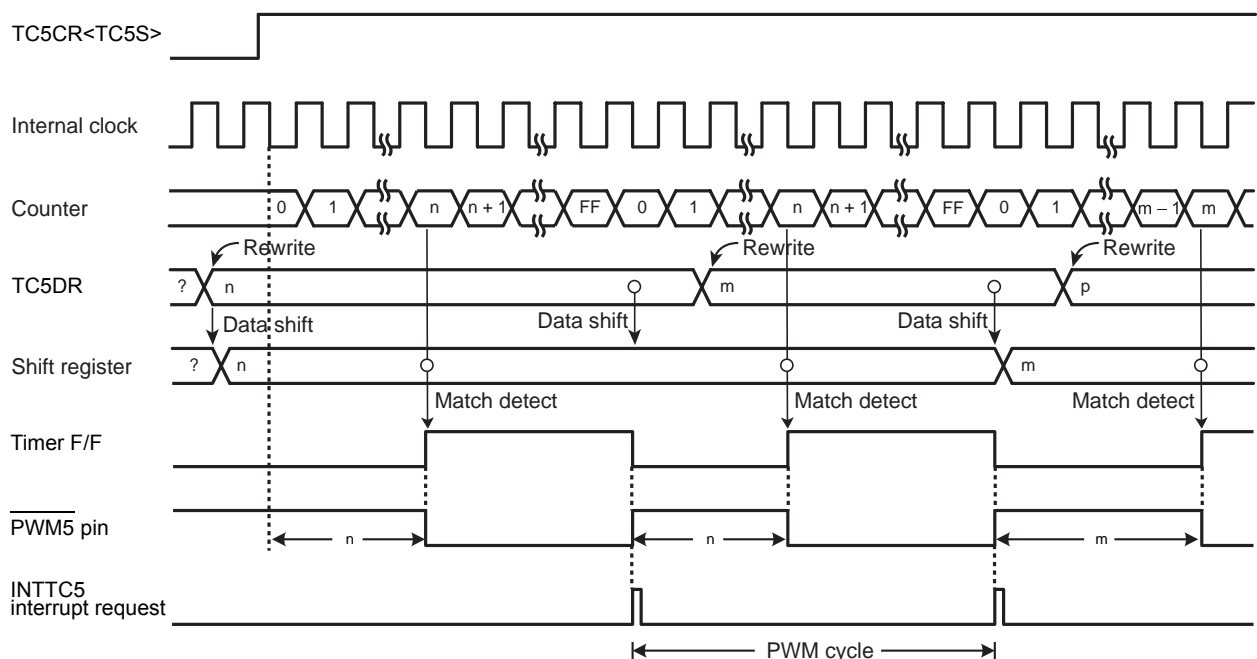 TC5CR<TC5S>
Internal clock
Counter
0 1 n n + 1 FF 0 1 n n + 1 FF 0 1 m – 1 m
Rewrite Rewrite Rewrite
TC5DR
? n m p
Data shift Data shift Data shift
Shift register
? n m
Match detect Match detect Match detect
Timer F/F
PWM5 pin
n n m
INTTC5
interrupt request
PWM cycle